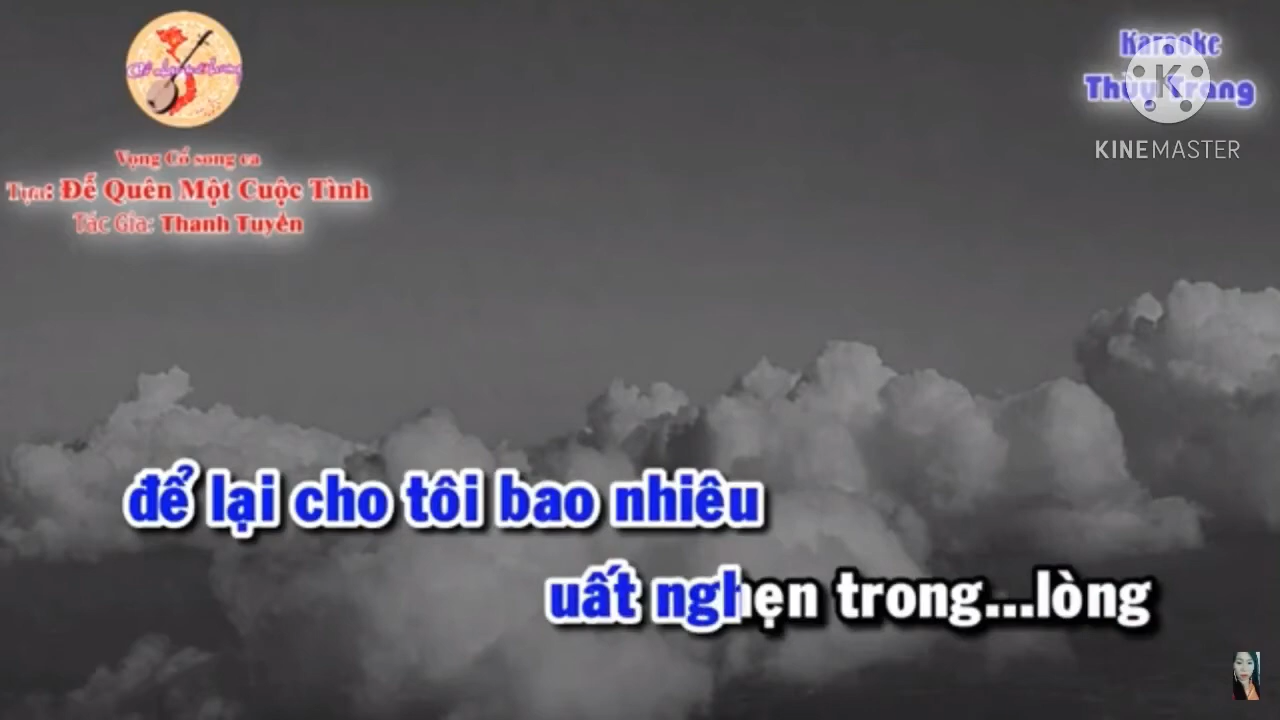 Vọng Cổ song ca
Tựa: Để Quên Một Cuộc Tình
Tác Gỉa: Thanh Tuyền
Karaoke
Thùy Trang
KINEMASTER
để lại cho tôi bao nhiêu
uất nghẹn trong...lòng